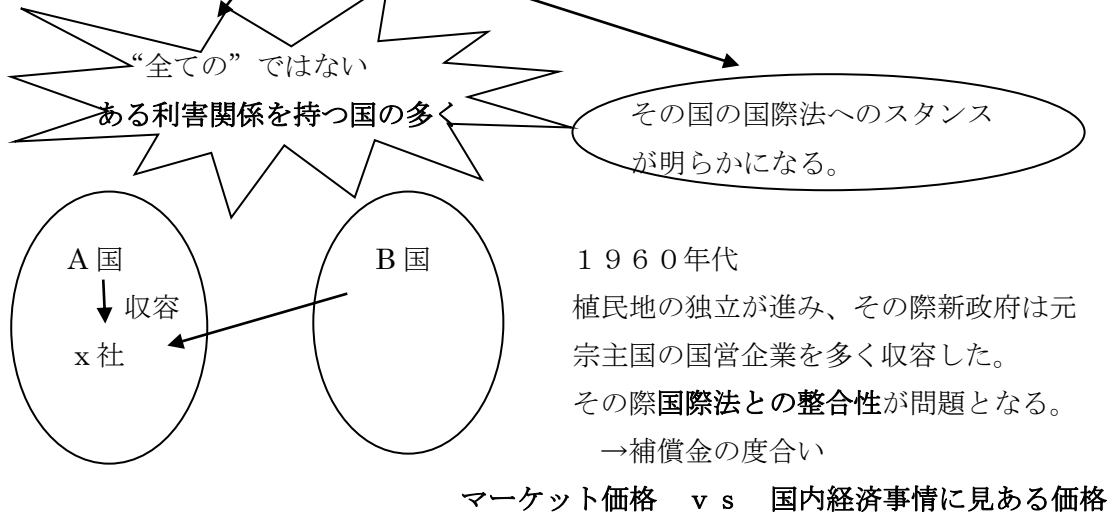 “全ての”ではない
ある利害関係を持つ国の多く
その国の国際法へのスタンス
が明らかになる。
A国
収容
x社
B国
１９６０年代
植民地の独立が進み、その際新政府は元
宗主国の国営企業を多く収容した。
その際国際法との整合性が問題となる。
→補償金の度合い
マーケット価格　ｖｓ　国内経済事情に見ある価格